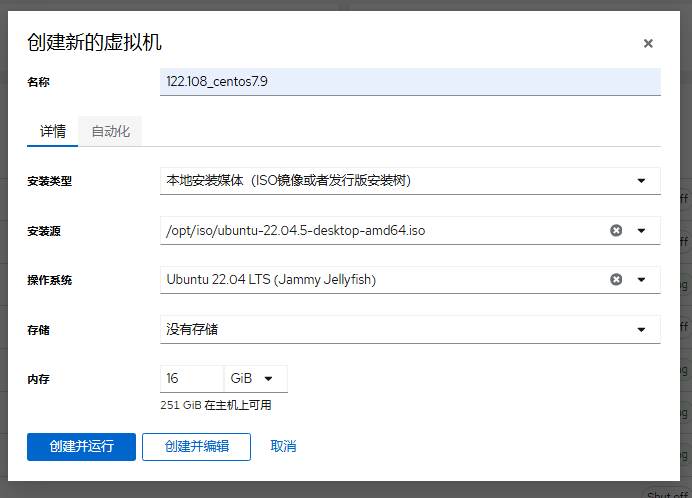 创建新的虚拟机
名称 122.108_centos7.9
详情 自动化
安装类型 本地安装媒体（ISO镜像或者发行版安装树）
安装源 /opt/iso/ubuntu-22.04.5-desktop-amd64.iso
操作系统 Ubuntu 22.04 LTS (Jammy Jellyfish)
存储 没有存储
内存 16 GiB
251 GiB 在主机上可用
创建并运行 创建并编辑 取消
Shut off